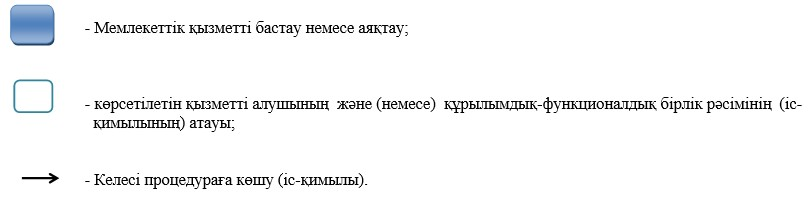 - Мемлекеттік қызметті бастау немесе аяқтау;
- көрсетілетін қызметті алушының және (немесе) құрылымдық-функционалдық бірлік рәсімінің (іс-
қимылының) атауы;
- Келесі процедураға көшу (іс-қимылы).